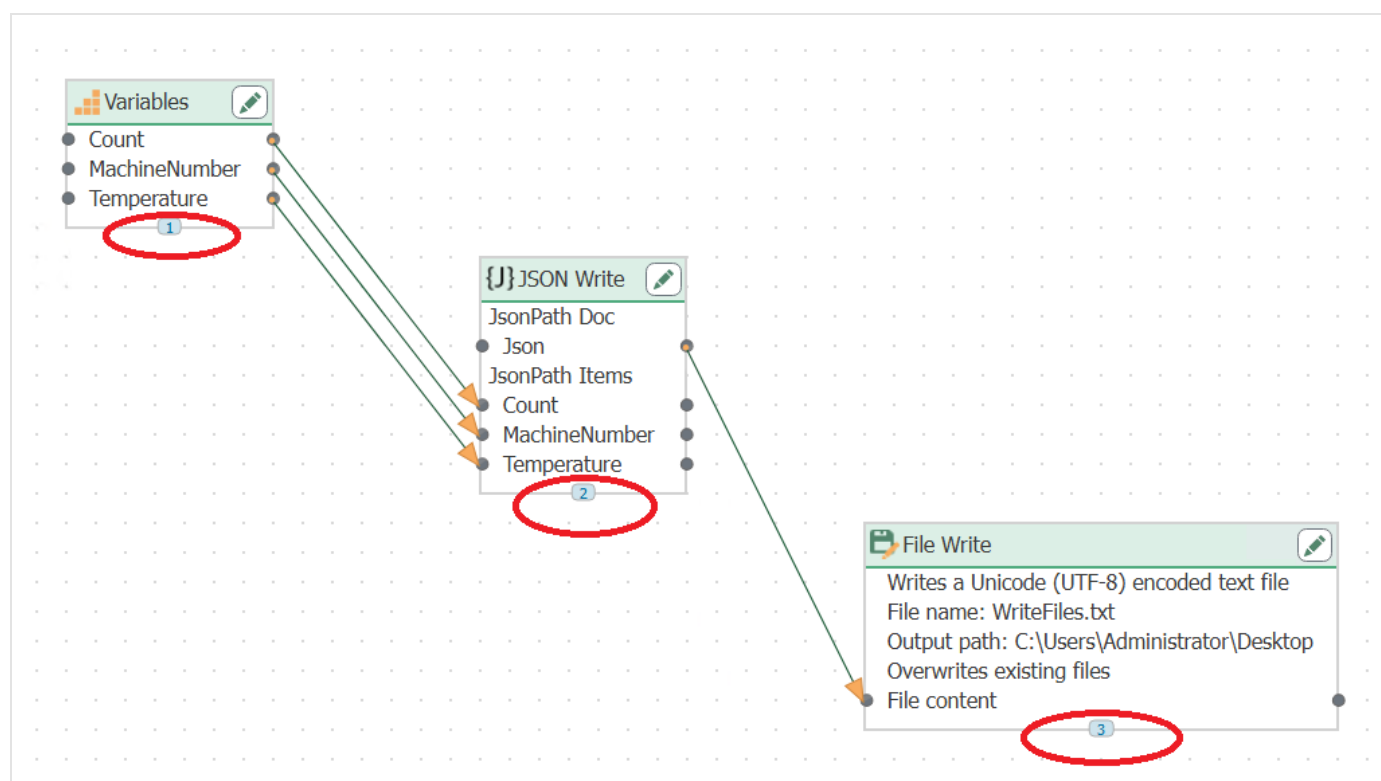 Variables
Count
MachineNumber
Temperature
1
{J} JSON Write
JsonPath Doc
Json
JsonPath Items
Count
MachineNumber
Temperature
2
File Write
Writes a Unicode (UTF-8) encoded text file
File name: WriteFiles.txt
Output path: C:\Users\Administrator\Desktop
Overwrites existing files
File content
3